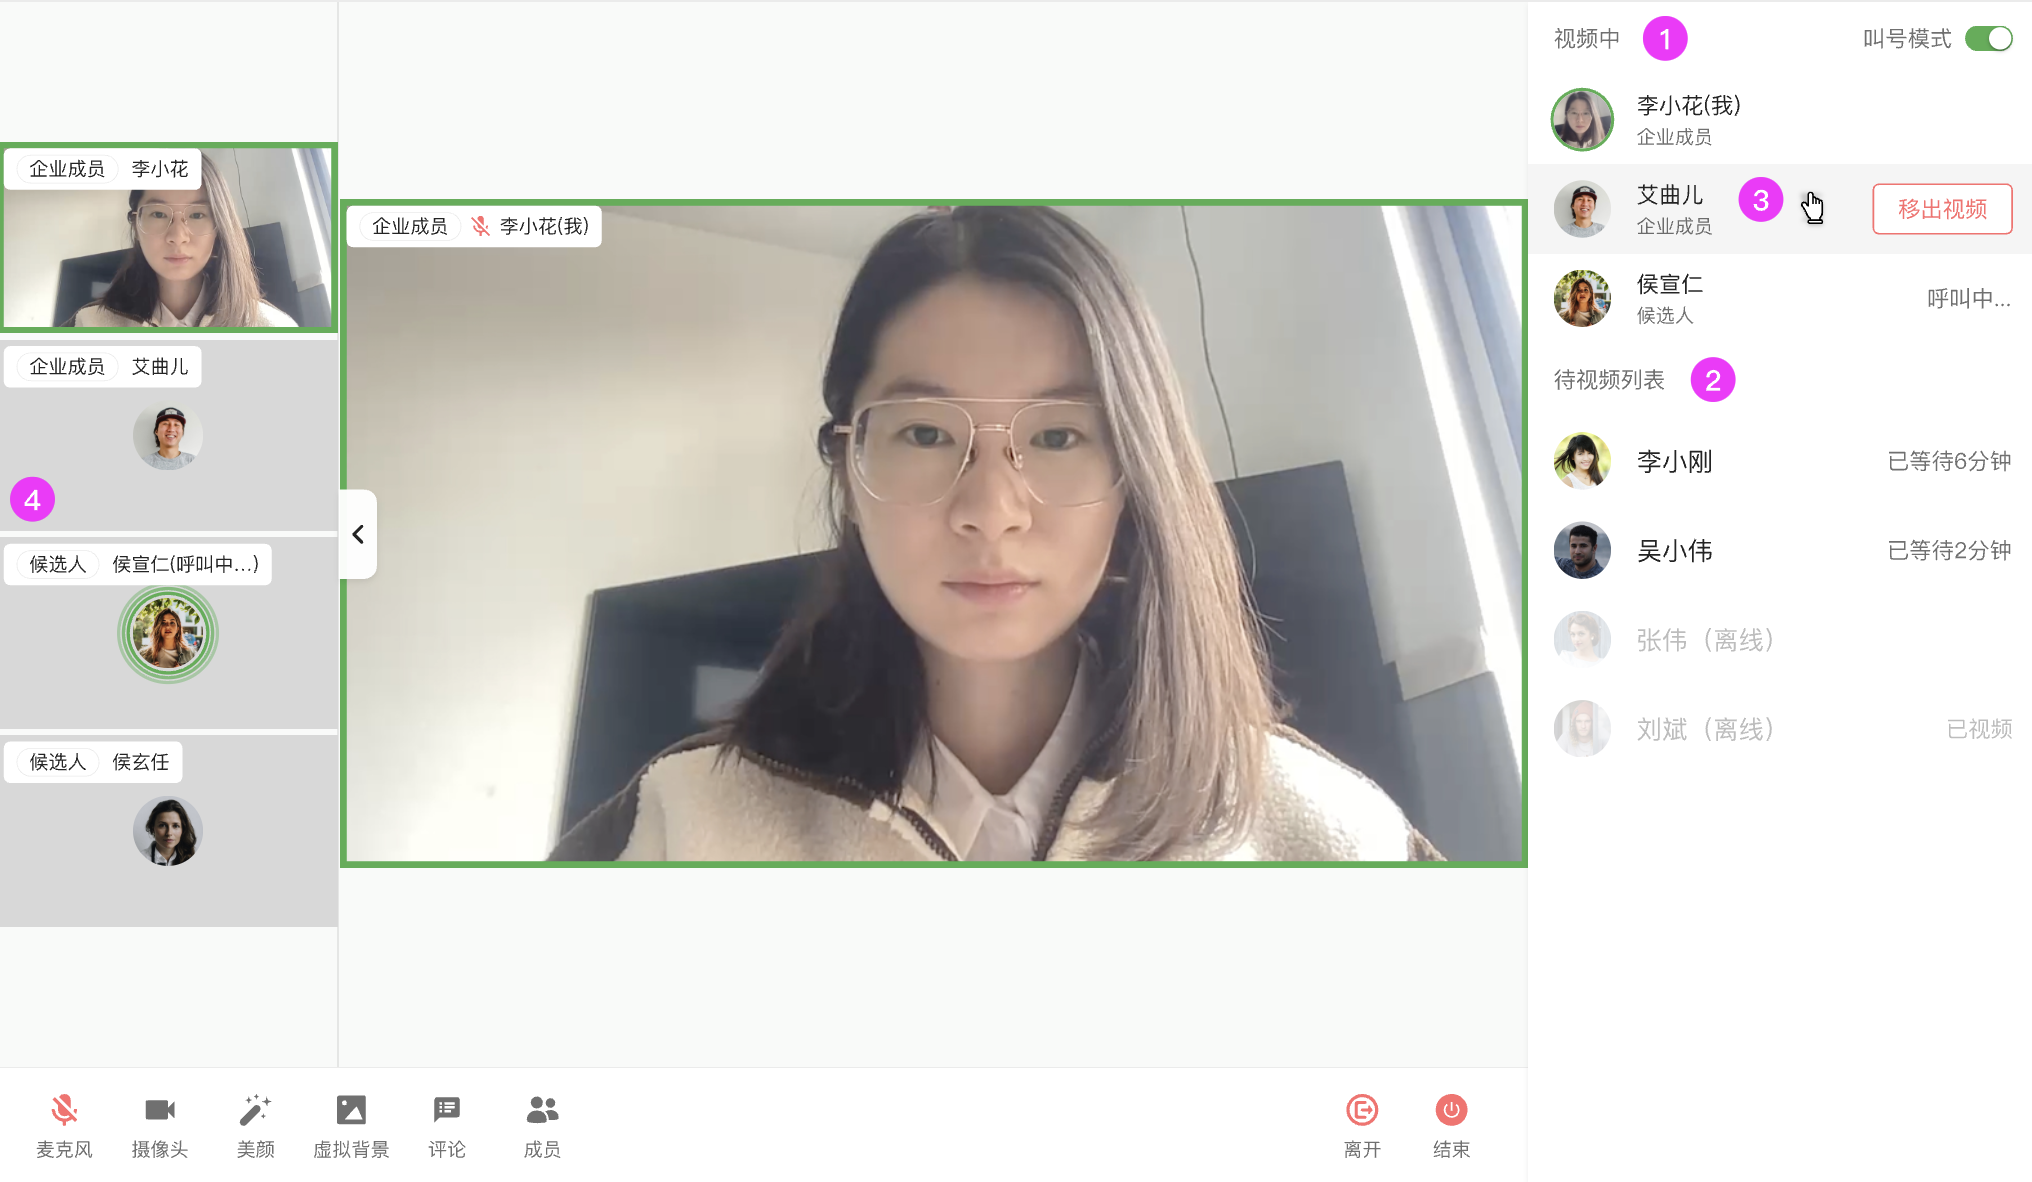 企业成员 李小花
企业成员 艾曲儿
4
候选人 侯宣仁(呼叫中...)
候选人 侯玄任
企业成员 李小花(我)
视频中 1 叫号模式
李小花(我)
企业成员
艾曲儿 3 移出视频
企业成员
侯宣仁 呼叫中...
候选人
待视频列表 2
李小刚 已等待6分钟
吴小伟 已等待2分钟
张伟（离线）
刘斌（离线） 已视频
麦克风 摄像头 美颜 虚拟背景 评论 成员 离开 结束